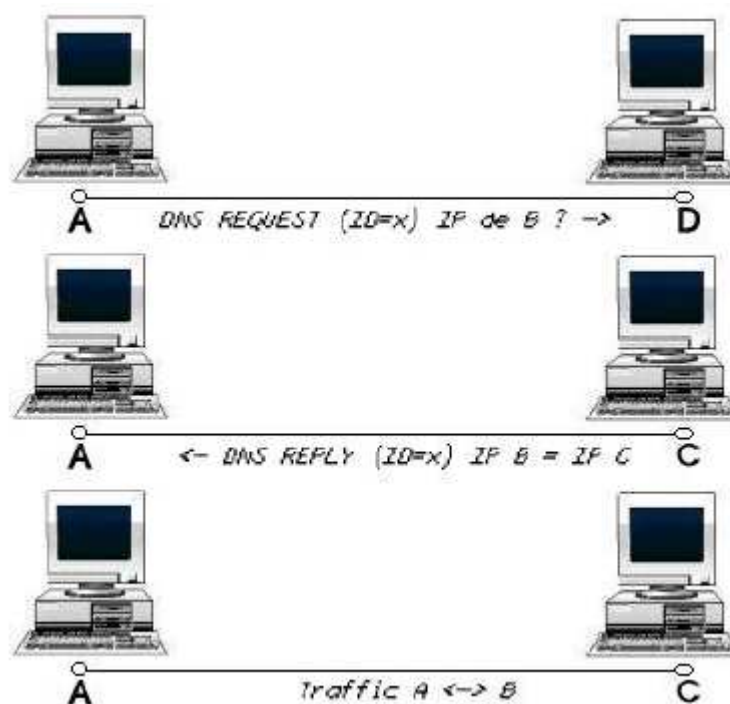 A DNS REQUEST (ID=x) IP de B ? -> D
A <- DNS REPLY (ID=x) IP B = IP C C
A Traffic A <-> B C